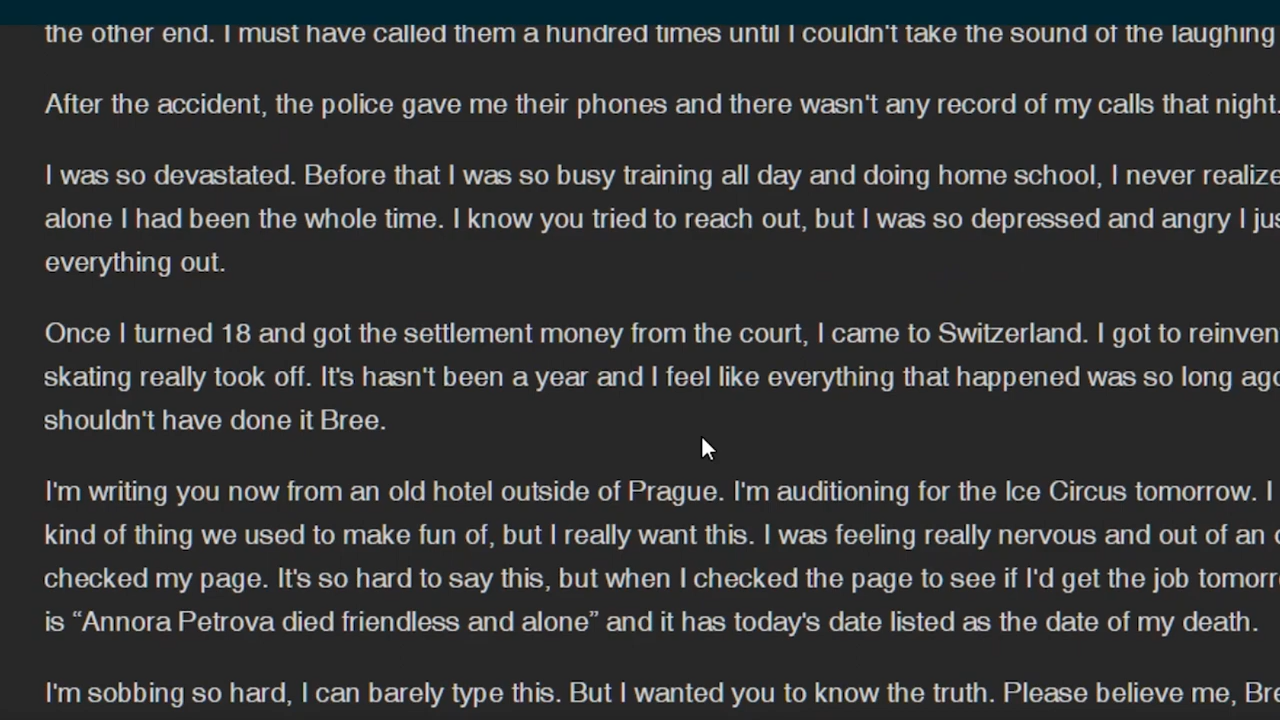 the other end. I must have called them a hundred times until I couldn't take the sound of the laughing
After the accident, the police gave me their phones and there wasn't any record of my calls that night.
I was so devastated. Before that I was so busy training all day and doing home school, I never realize
alone I had been the whole time. I know you tried to reach out, but I was so depressed and angry I jus
everything out.
Once I turned 18 and got the settlement money from the court, I came to Switzerland. I got to reinven
skating really took off. It's hasn't been a year and I feel like everything that happened was so long ago
shouldn't have done it Bree.
I'm writing you now from an old hotel outside of Prague. I'm auditioning for the Ice Circus tomorrow. I
kind of thing we used to make fun of, but I really want this. I was feeling really nervous and out of an
checked my page. It's so hard to say this, but when I checked the page to see if I'd get the job tomorr
is “Annora Petrova died friendless and alone” and it has today's date listed as the date of my death.
I'm sobbing so hard, I can barely type this. But I wanted you to know the truth. Please believe me, Bre